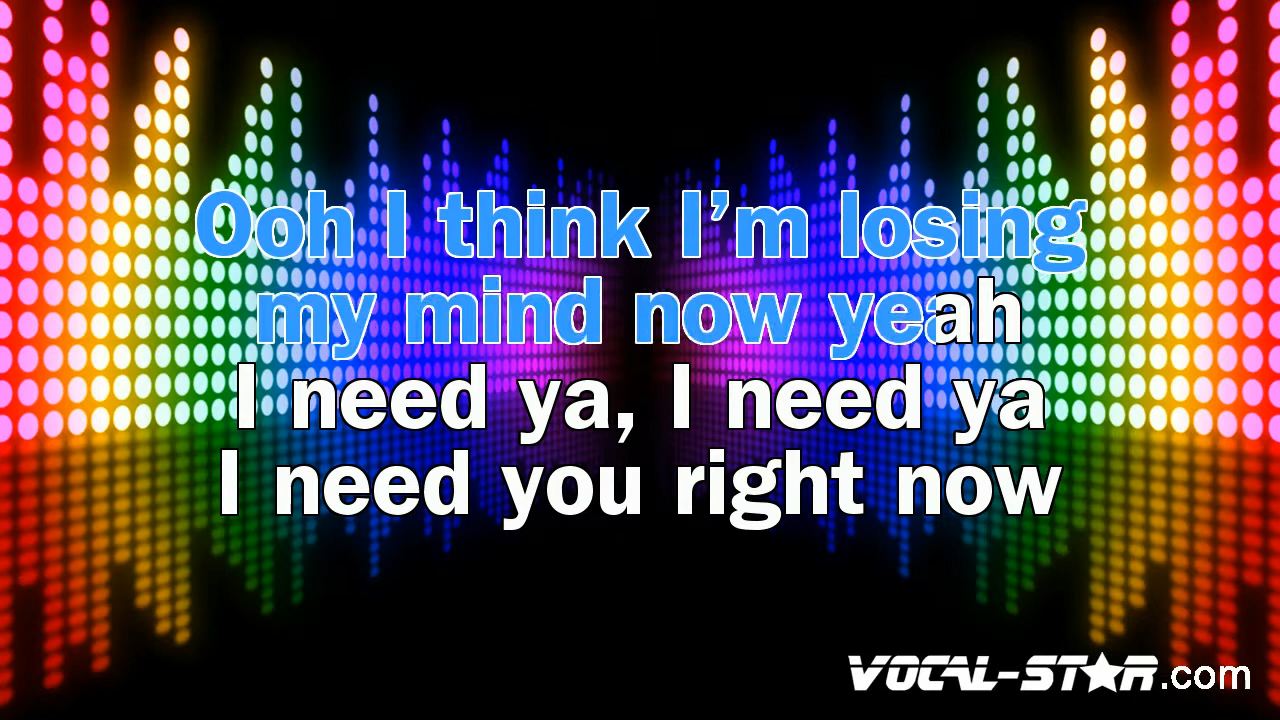 Ooh I think I’m losing
my mind now yeah
I need ya, I need ya
I need you right now
VOCAL-STAR.com